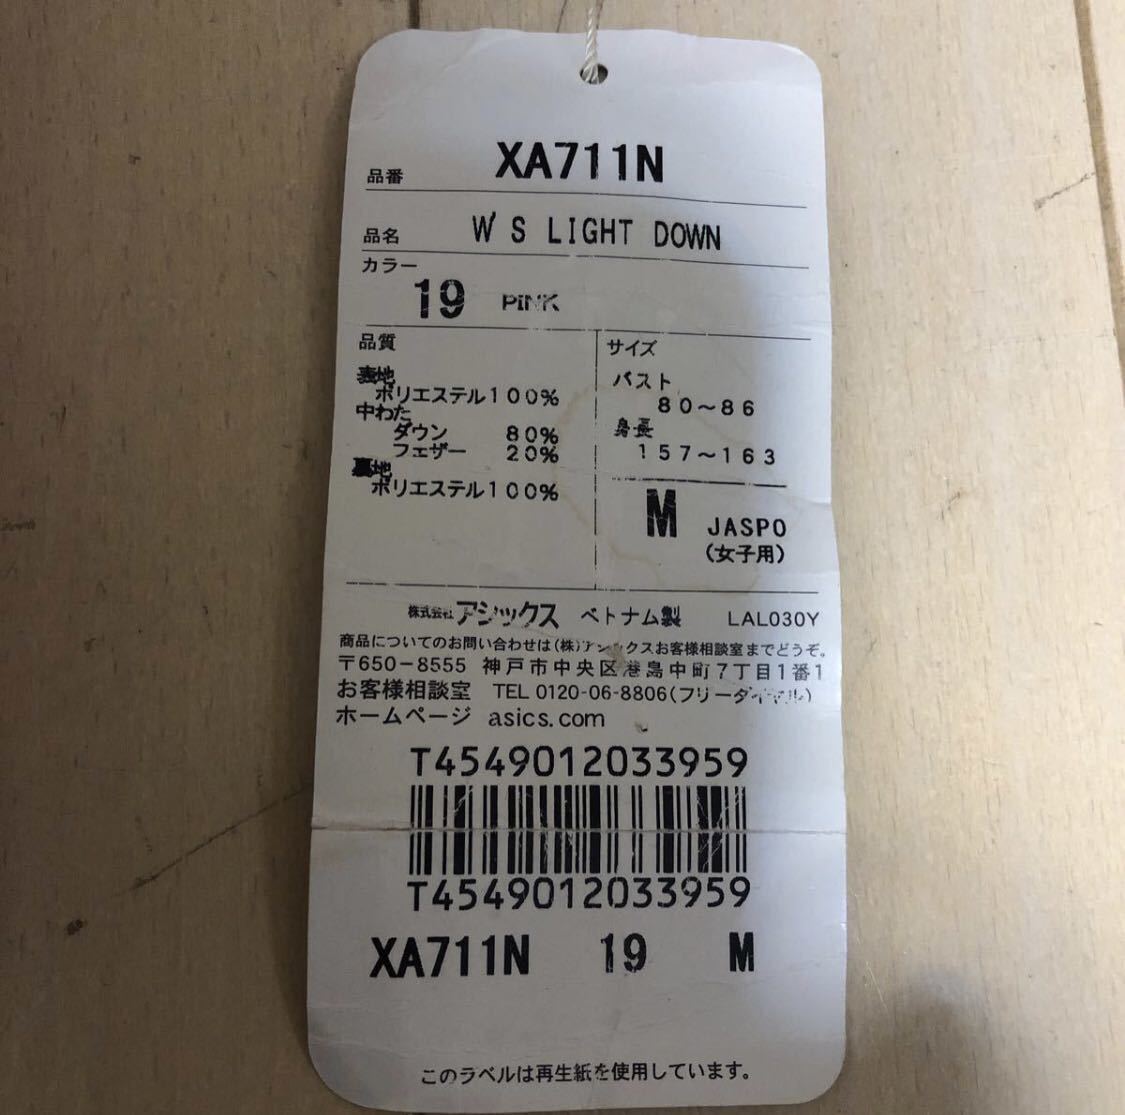 品番 XA711N
品名 W'S LIGHT DOWN
カラー
19 PINK
品質
表地
ポリエステル100%
中わた
ダウン 80%
フェザー 20%
裏地
ポリエステル100%
サイズ
バスト
80～86
身長
157～163
M JASPO
(女子用)
株式会社アシックス ベトナム製 LAL030Y
商品についてのお問い合わせは(株)アシックスお客様相談室までどうぞ。
〒650-8555 神戸市中央区港島中町7丁目1番1
お客様相談室 TEL 0120-06-8806(フリーダイヤル)
ホームページ asics.com
T4549012033959
T4549012033959
XA711N 19 M
このラベルは再生紙を使用しています。